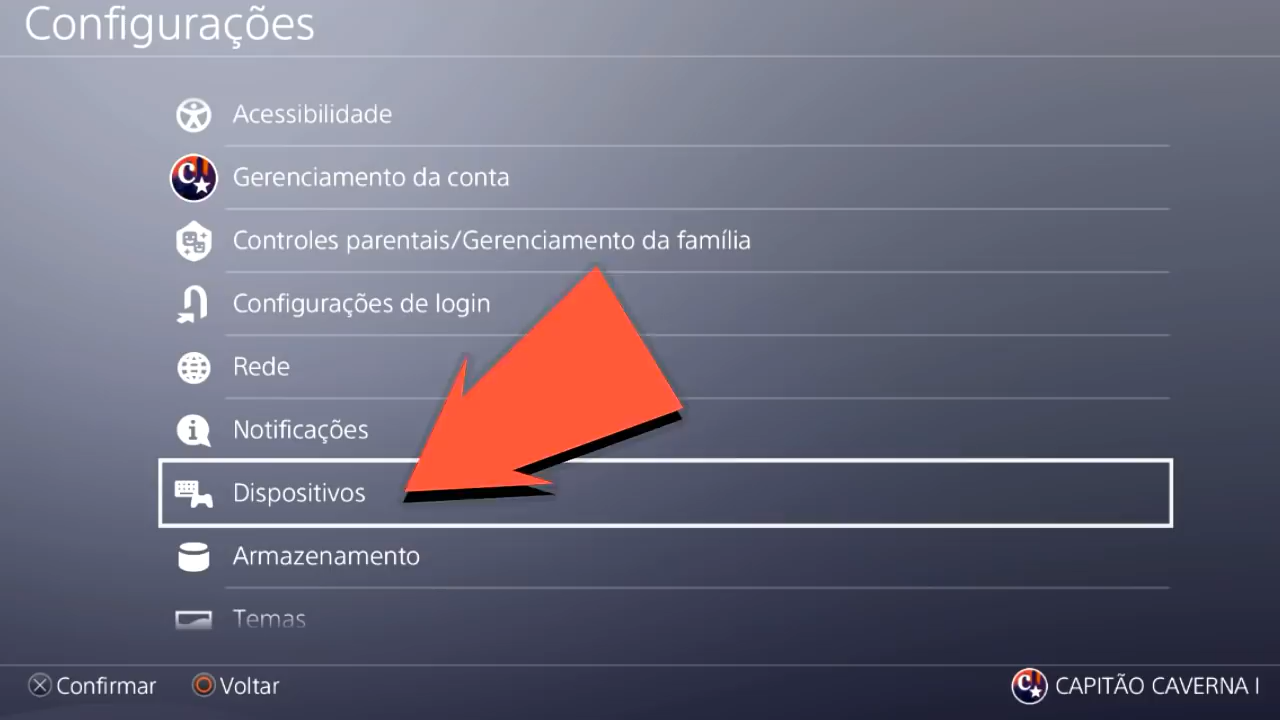 Configurações
Acessibilidade
Gerenciamento da conta
Controles parentais/Gerenciamento da família
Configurações de login
Rede
Notificações
Dispositivos
Armazenamento
Temas
Confirmar Voltar CAPITÃO CAVERNA I